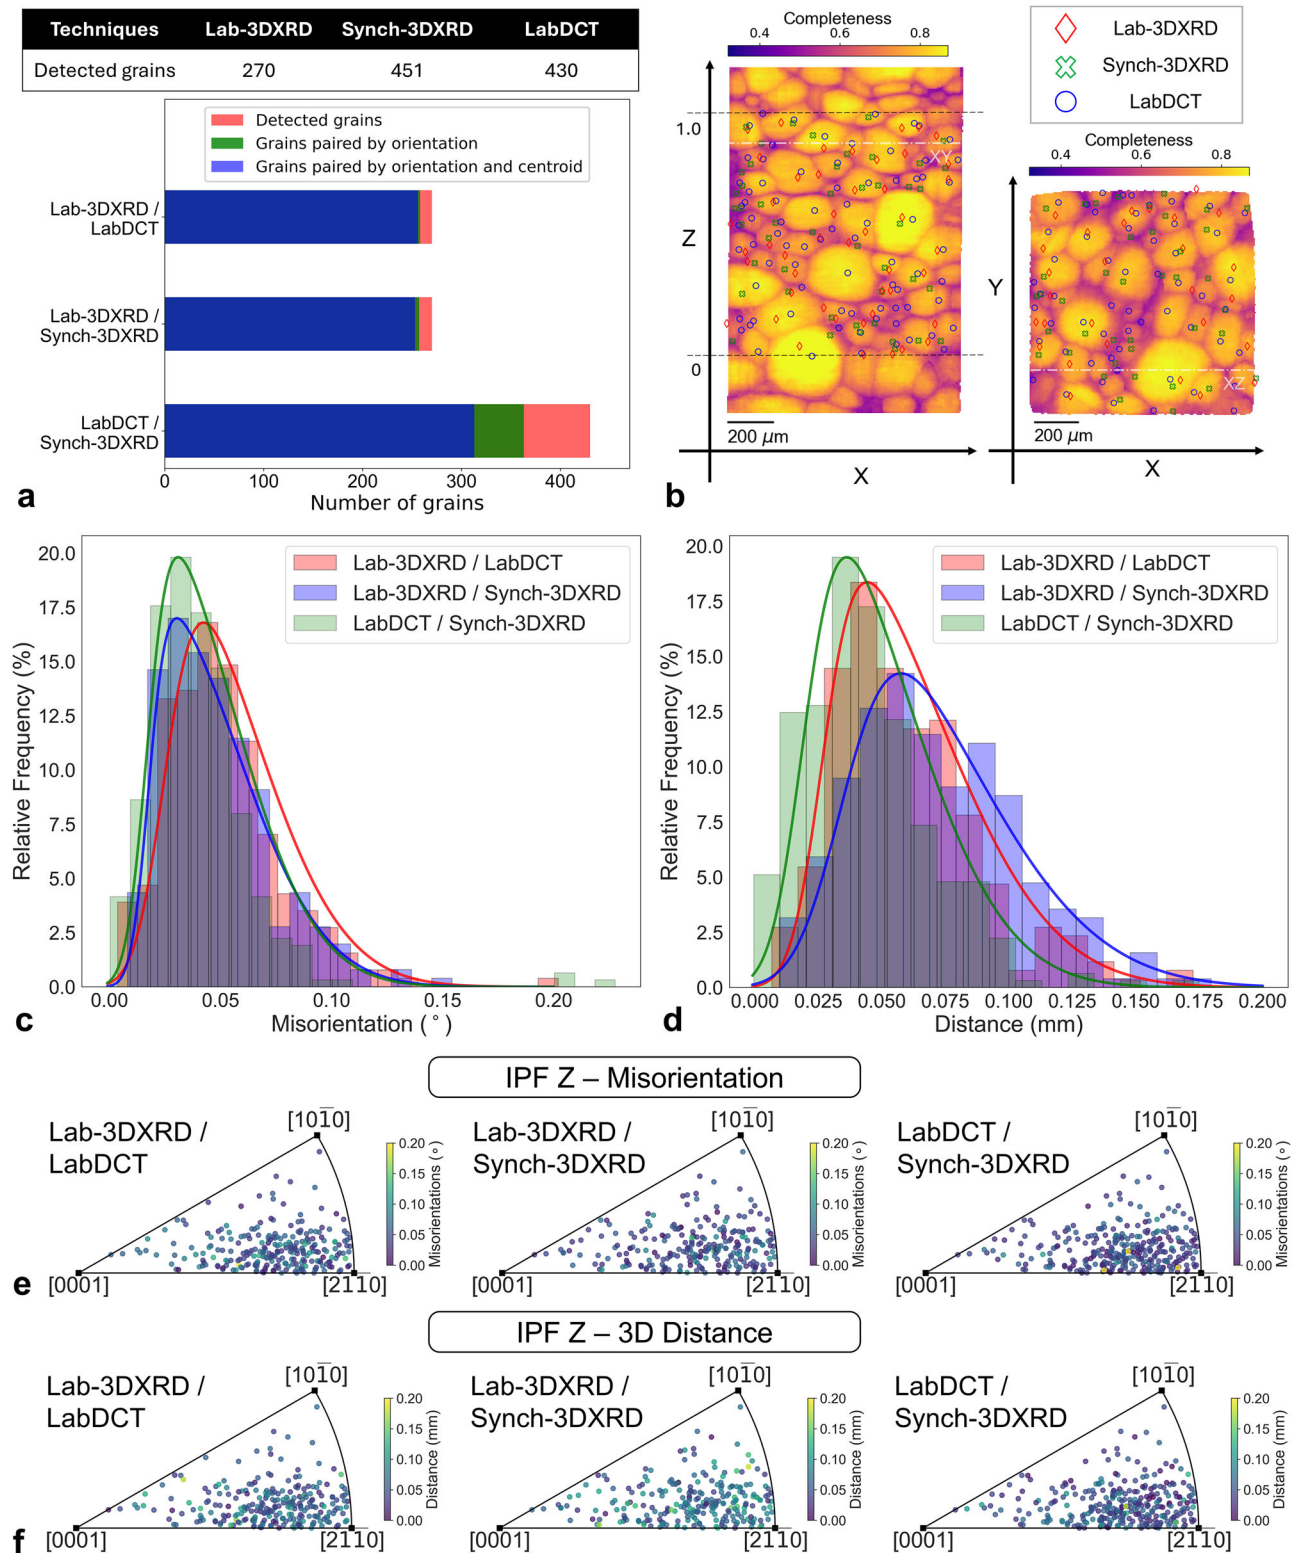 Techniques Lab-3DXRD Synch-3DXRD LabDCT
Detected grains 270 451 430
Detected grains
Grains paired by orientation
Grains paired by orientation and centroid
Lab-3DXRD /
LabDCT
Lab-3DXRD /
Synch-3DXRD
LabDCT /
Synch-3DXRD
0 100 200 300 400
Number of grains
a
Completeness
0.4 0.6 0.8
1.0
XY
Z
0
200 μm
X
b
Lab-3DXRD
Synch-3DXRD
LabDCT
Completeness
0.4 0.6 0.8
Y
XZ
200 μm
X
20.0
17.5
15.0
12.5
10.0
7.5
5.0
2.5
0.0
Relative Frequency (%)
Lab-3DXRD / LabDCT
Lab-3DXRD / Synch-3DXRD
LabDCT / Synch-3DXRD
0.00 0.05 0.10 0.15 0.20
Misorientation (°)
c
20.0
17.5
15.0
12.5
10.0
7.5
5.0
2.5
0.0
Relative Frequency (%)
Lab-3DXRD / LabDCT
Lab-3DXRD / Synch-3DXRD
LabDCT / Synch-3DXRD
0.000 0.025 0.050 0.075 0.100 0.125 0.150 0.175 0.200
Distance (mm)
d
IPF Z – Misorientation
Lab-3DXRD /
LabDCT
[101̅0]
[0001]
[21̅1̅0]
0.20
0.15
0.10
0.05
0.00
Misorientations (°)
Lab-3DXRD /
Synch-3DXRD
[101̅0]
[0001]
[21̅1̅0]
0.20
0.15
0.10
0.05
0.00
Misorientations (°)
LabDCT /
Synch-3DXRD
[101̅0]
[0001]
[21̅1̅0]
0.20
0.15
0.10
0.05
0.00
Misorientations (°)
e
IPF Z – 3D Distance
Lab-3DXRD /
LabDCT
[101̅0]
[0001]
[21̅1̅0]
0.20
0.15
0.10
0.05
0.00
Distance (mm)
Lab-3DXRD /
Synch-3DXRD
[101̅0]
[0001]
[21̅1̅0]
0.20
0.15
0.10
0.05
0.00
Distance (mm)
LabDCT /
Synch-3DXRD
[101̅0]
[0001]
[21̅1̅0]
0.20
0.15
0.10
0.05
0.00
Distance (mm)
f